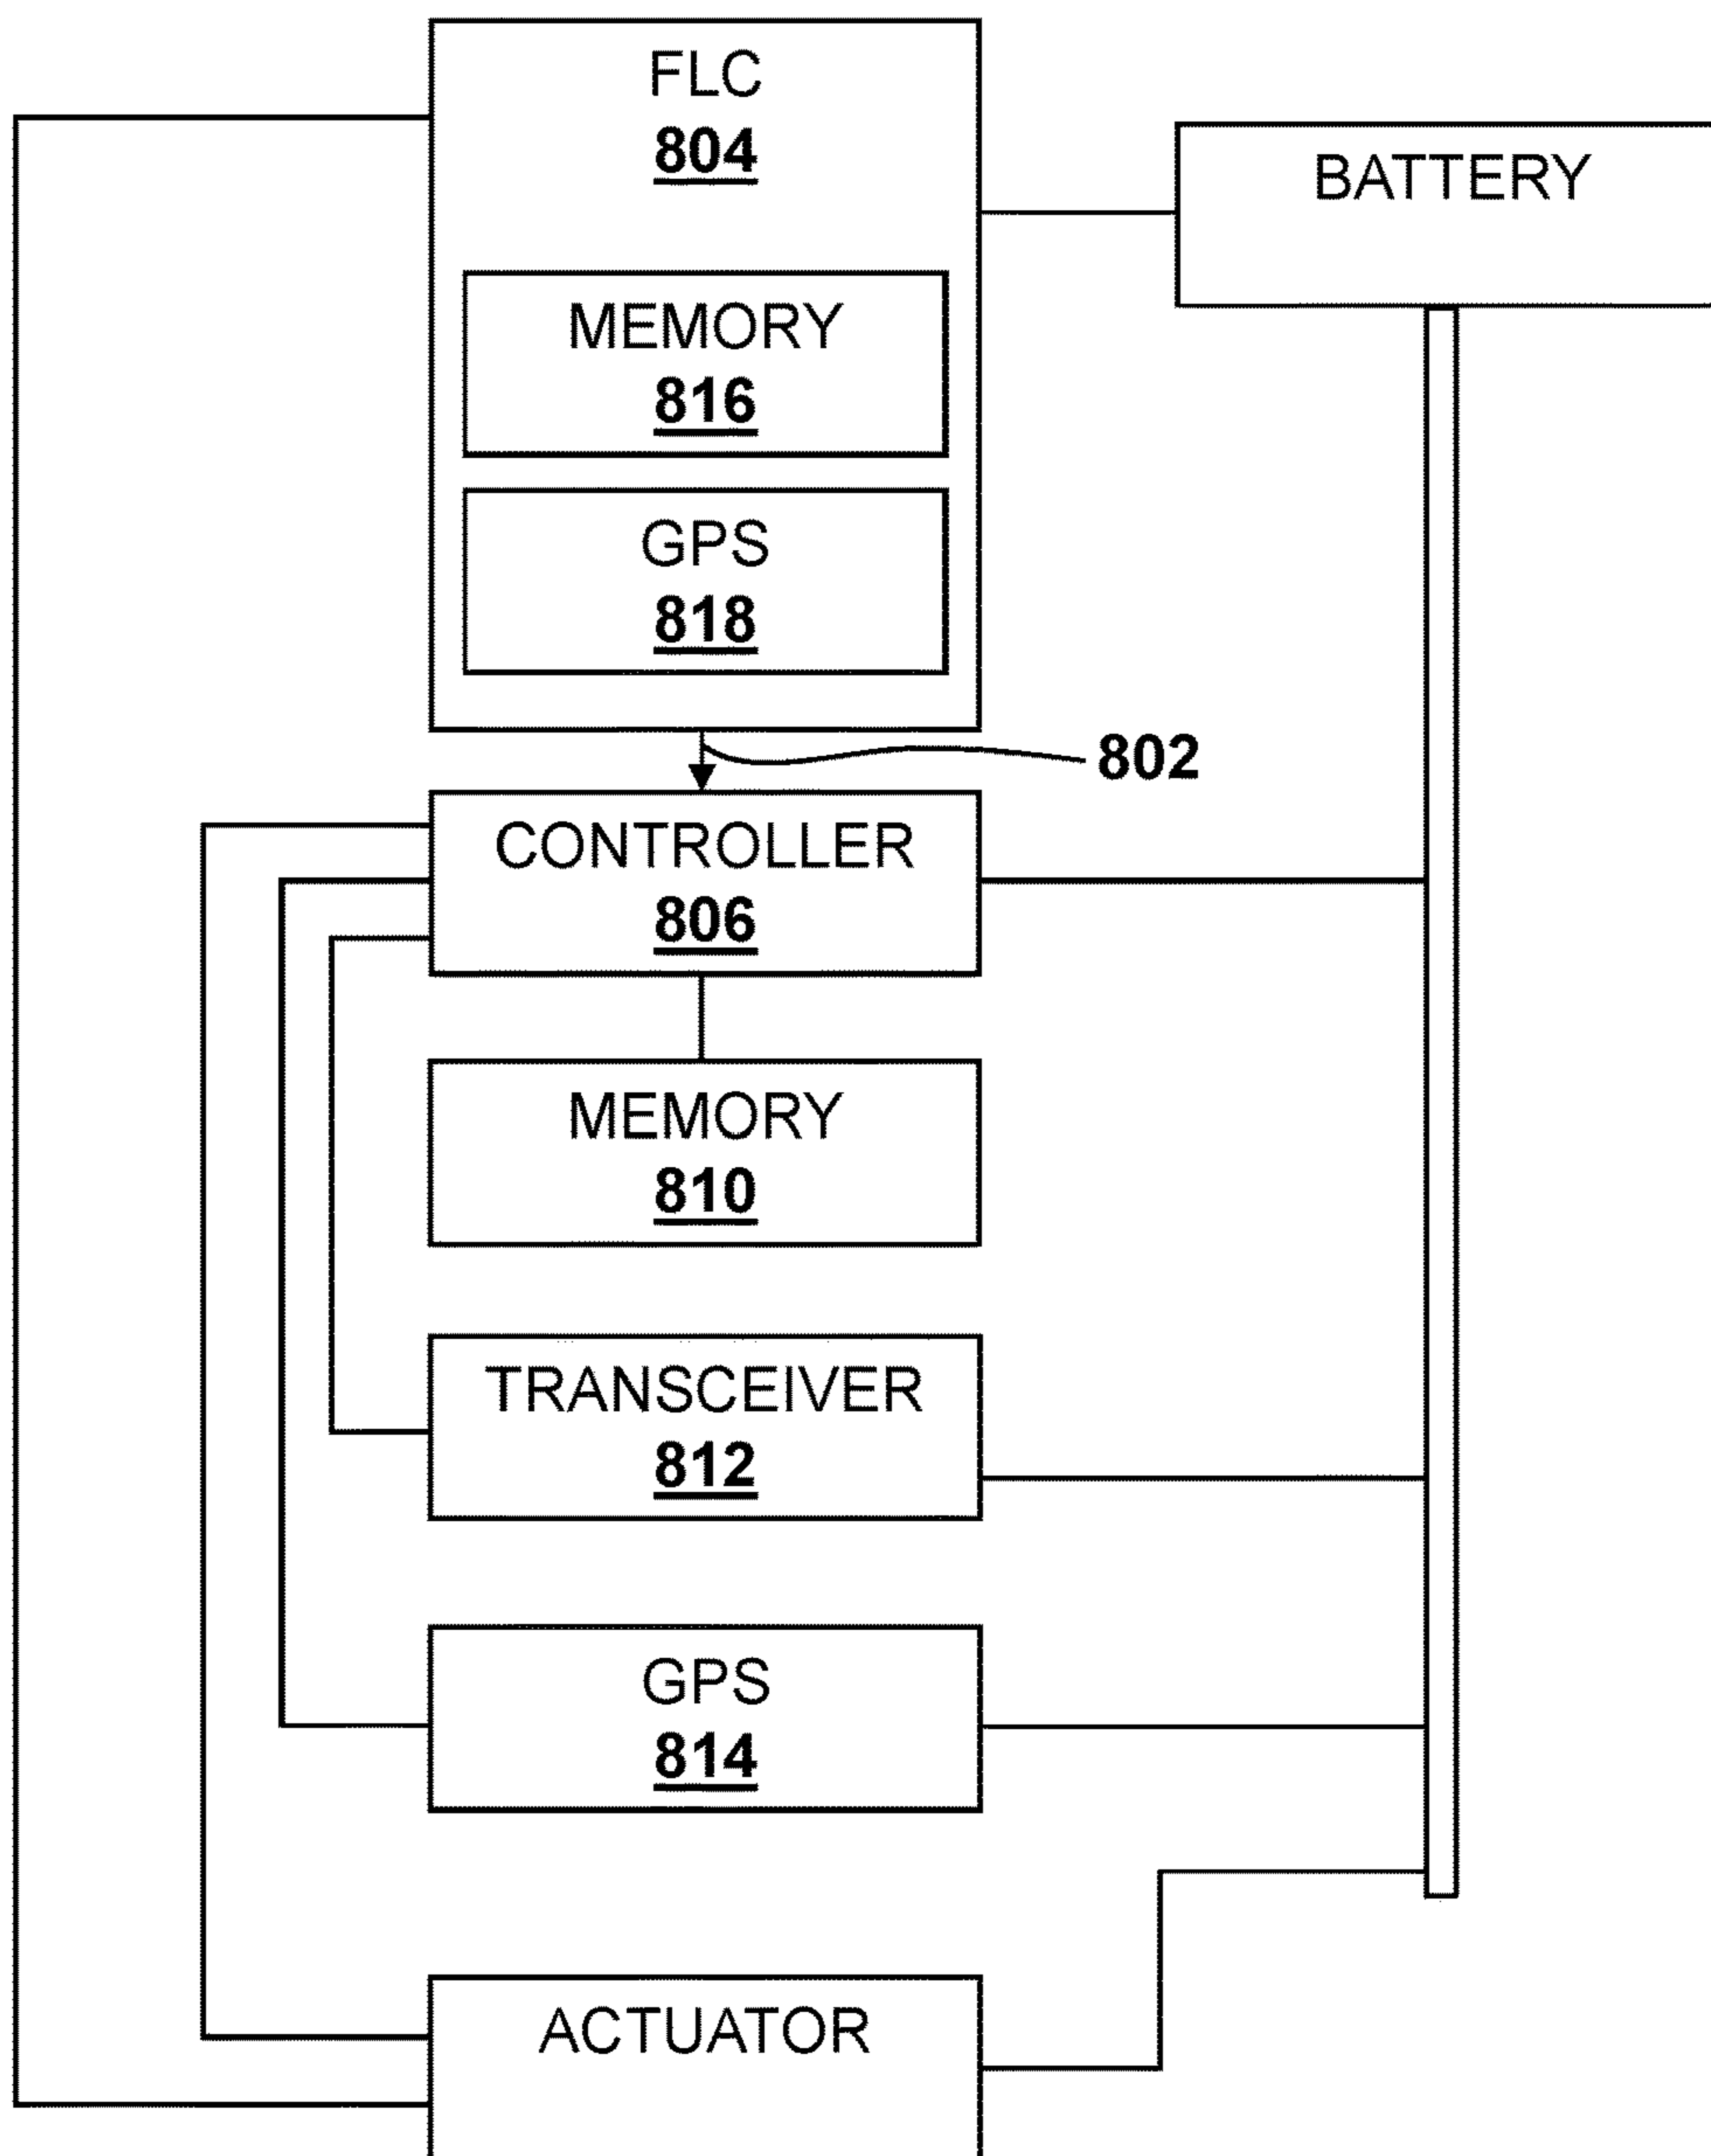 FLC
804
BATTERY
MEMORY
816
GPS
818
802
CONTROLLER
806
MEMORY
810
TRANSCEIVER
812
GPS
814
ACTUATOR